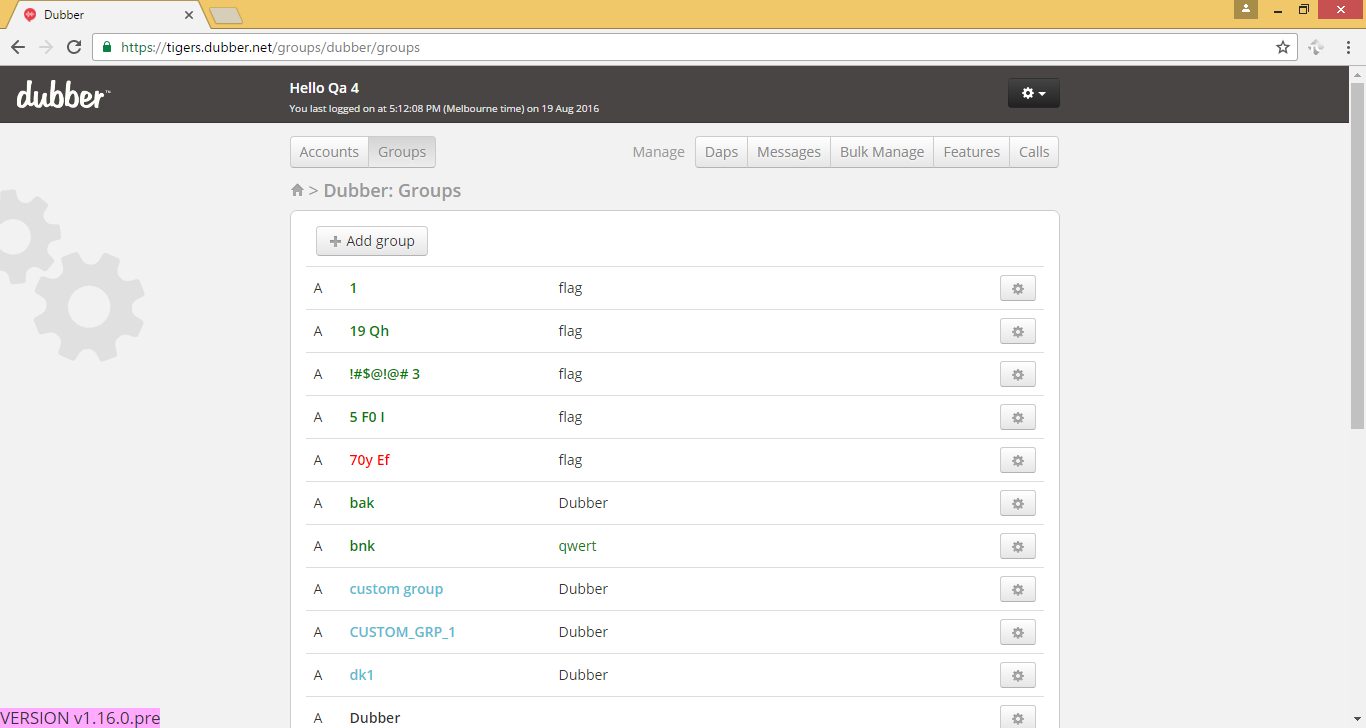 Dubber
https://tigers.dubber.net/groups/dubber/groups
dubber™
Hello Qa 4
You last logged on at 5:12:08 PM (Melbourne time) on 19 Aug 2016
Accounts Groups Manage Daps Messages Bulk Manage Features Calls
> Dubber: Groups
+ Add group
A 1 flag
A 19 Qh flag
A !#$@!@# 3 flag
A 5 F0 I flag
A 70y Ef flag
A bak Dubber
A bnk qwert
A custom group Dubber
A CUSTOM_GRP_1 Dubber
A dk1 Dubber
A Dubber
VERSION v1.16.0.pre